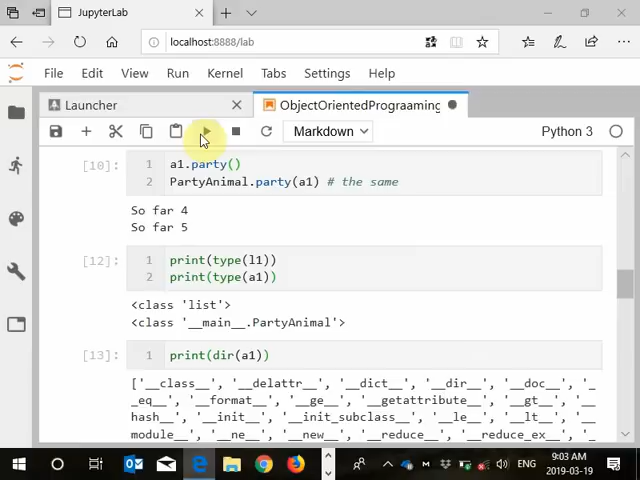 JupyterLab
localhost:8888/lab
File Edit View Run Kernel Tabs Settings Help
Launcher
ObjectOrientedPrograaming
Markdown
Python 3
[10]:
1 a1.party()
2 PartyAnimal.party(a1) # the same
So far 4
So far 5
[12]:
1 print(type(l1))
2 print(type(a1))
<class 'list'>
<class '__main__.PartyAnimal'>
[13]:
1 print(dir(a1))
['__class__', '__delattr__', '__dict__', '__dir__', '__doc__', '_
_eq__', '__format__', '__ge__', '__getattribute__', '__gt__', '__
hash__', '__init__', '__init_subclass__', '__le__', '__lt__', '__
module__', '__ne__', '__new__', '__reduce__', '__reduce_ex__', '_
ENG
9:03 AM
2019-03-19